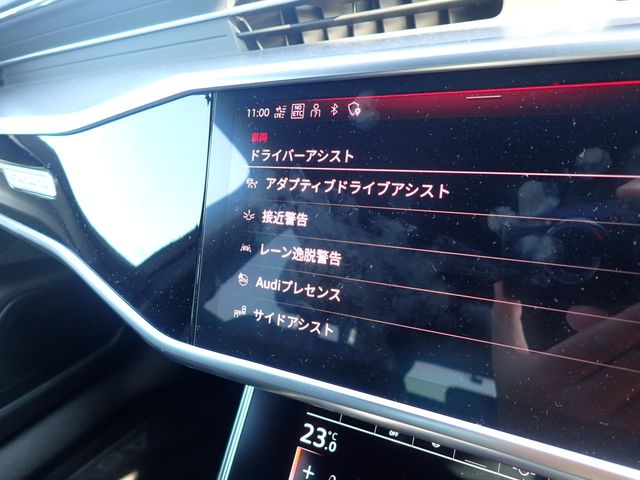 11:00 NO ETC
車両
ドライバーアシスト
アダプティブドライブアシスト
接近警告
レーン逸脱警告
Audiプレセンス
サイドアシスト
23.0 °C
OFF
+